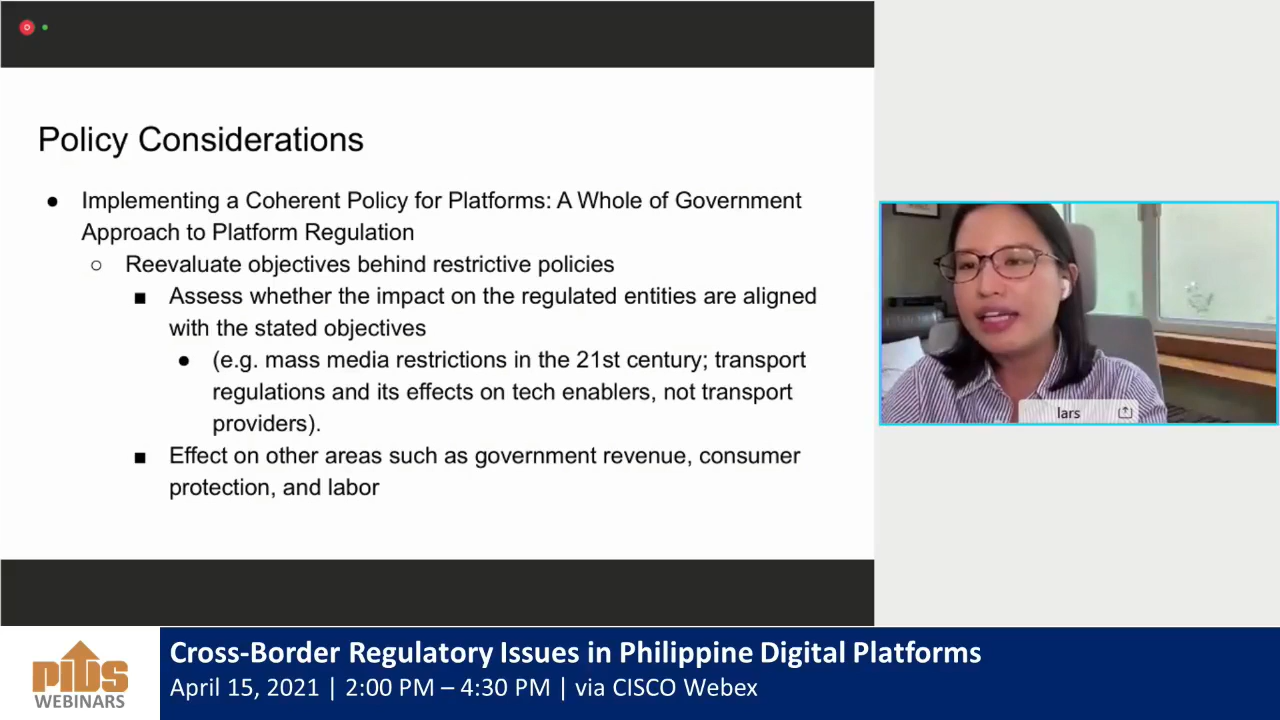 Policy Considerations
● Implementing a Coherent Policy for Platforms: A Whole of Government
Approach to Platform Regulation
○ Reevaluate objectives behind restrictive policies
■ Assess whether the impact on the regulated entities are aligned
with the stated objectives
● (e.g. mass media restrictions in the 21st century; transport
regulations and its effects on tech enablers, not transport
providers).
■ Effect on other areas such as government revenue, consumer
protection, and labor
lars
PIDS
WEBINARS
Cross-Border Regulatory Issues in Philippine Digital Platforms
April 15, 2021 | 2:00 PM – 4:30 PM | via CISCO Webex